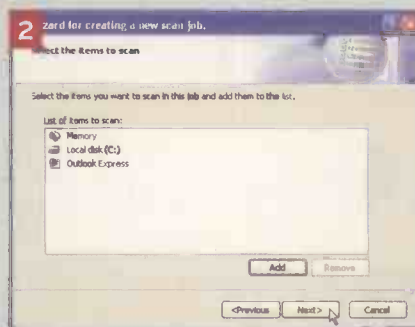 2
zard for creating a new scan job.
ect the items to scan
Select the items you want to scan in this job and add them to the list.
List of items to scan:
Memory
Local disk (C:)
Outlook Express
Add Remove
<Previous Next > Cancel